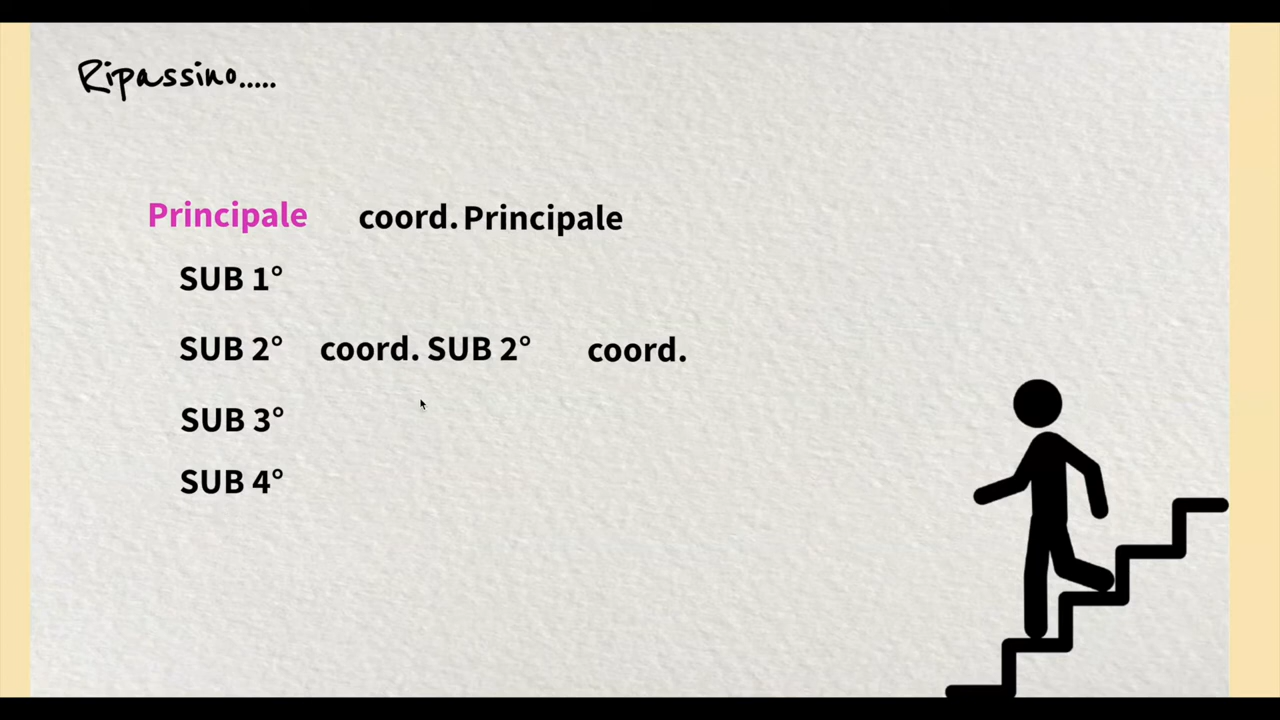 Ripassino.....
Principale coord. Principale
SUB 1°
SUB 2° coord. SUB 2° coord.
SUB 3°
SUB 4°